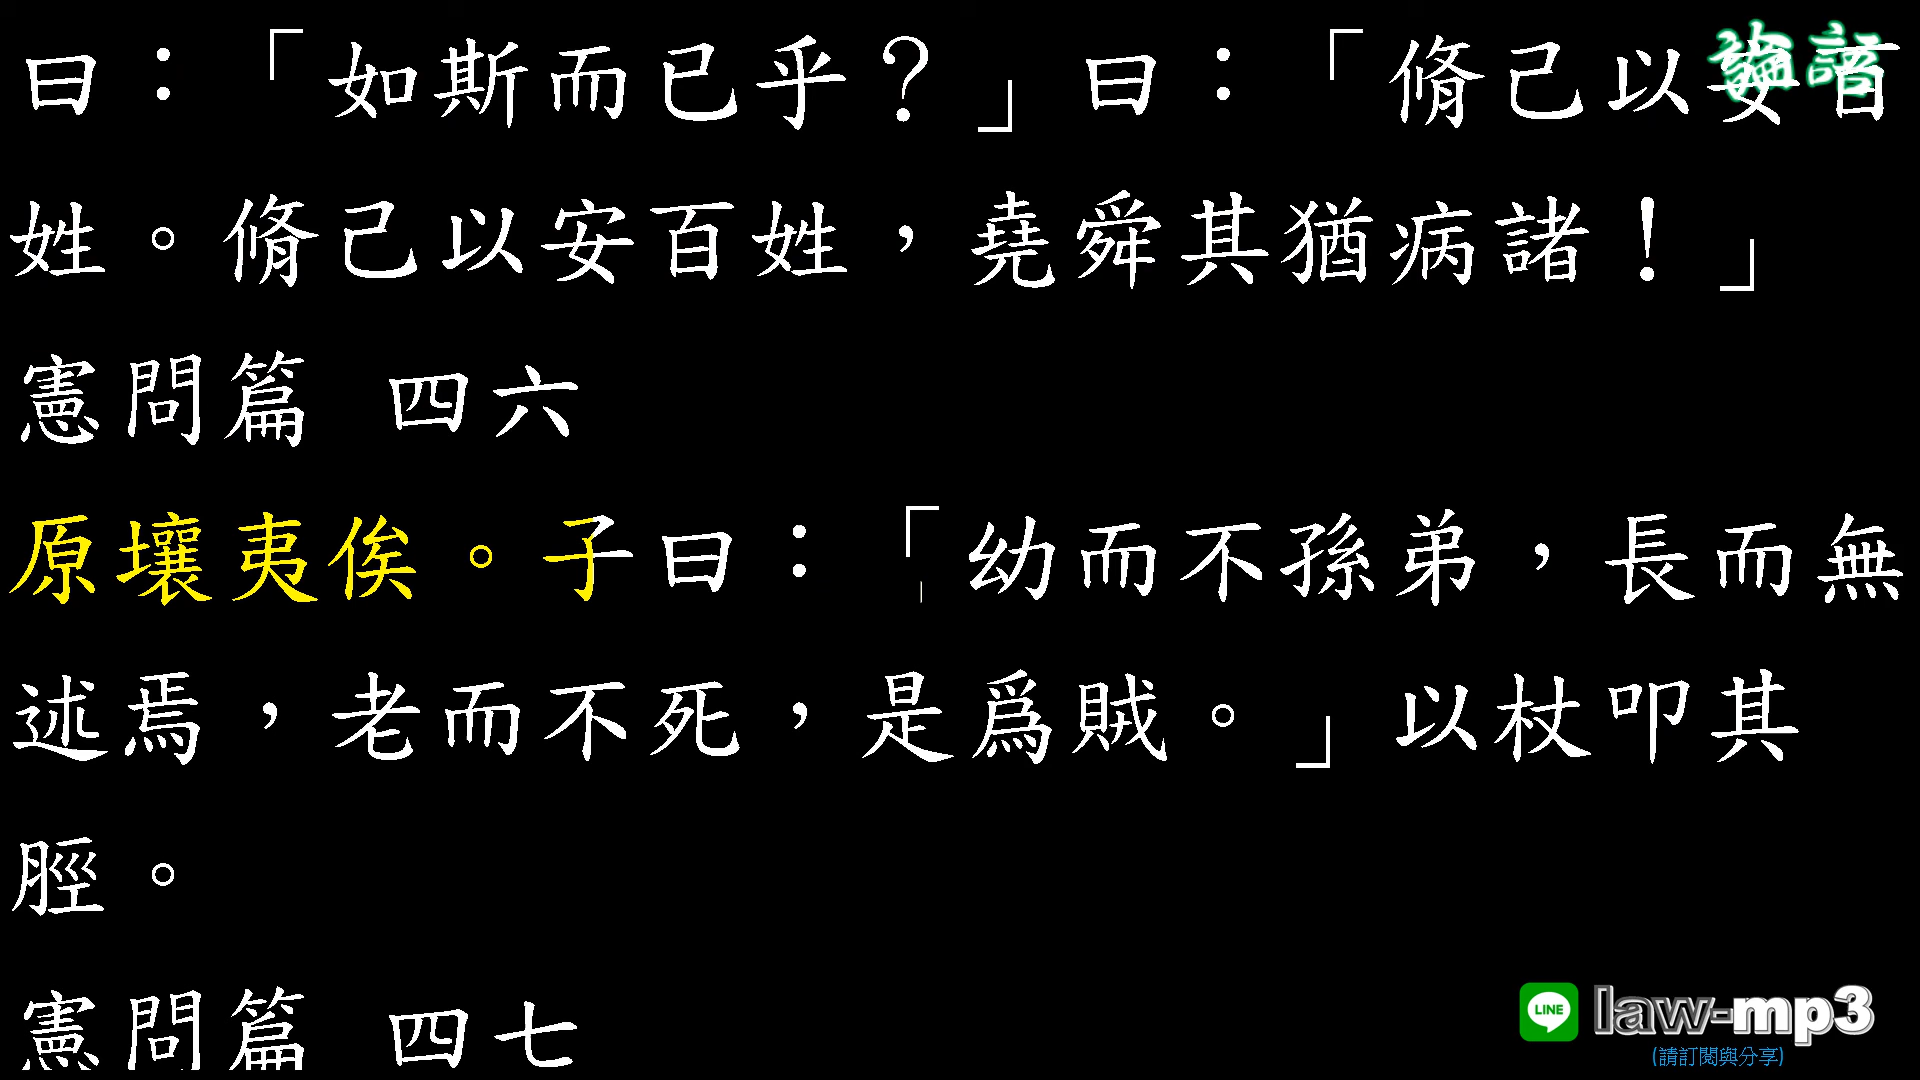 曰：「如斯而已乎？」曰：「脩己以安百
姓。脩己以安百姓，堯舜其猶病諸！」
憲問篇 四六
原壤夷俟。子曰：「幼而不孫弟，長而無
述焉，老而不死，是爲賊。」以杖叩其
脛。
憲問篇 四七
論語
LINE law-mp3
(請訂閱與分享)